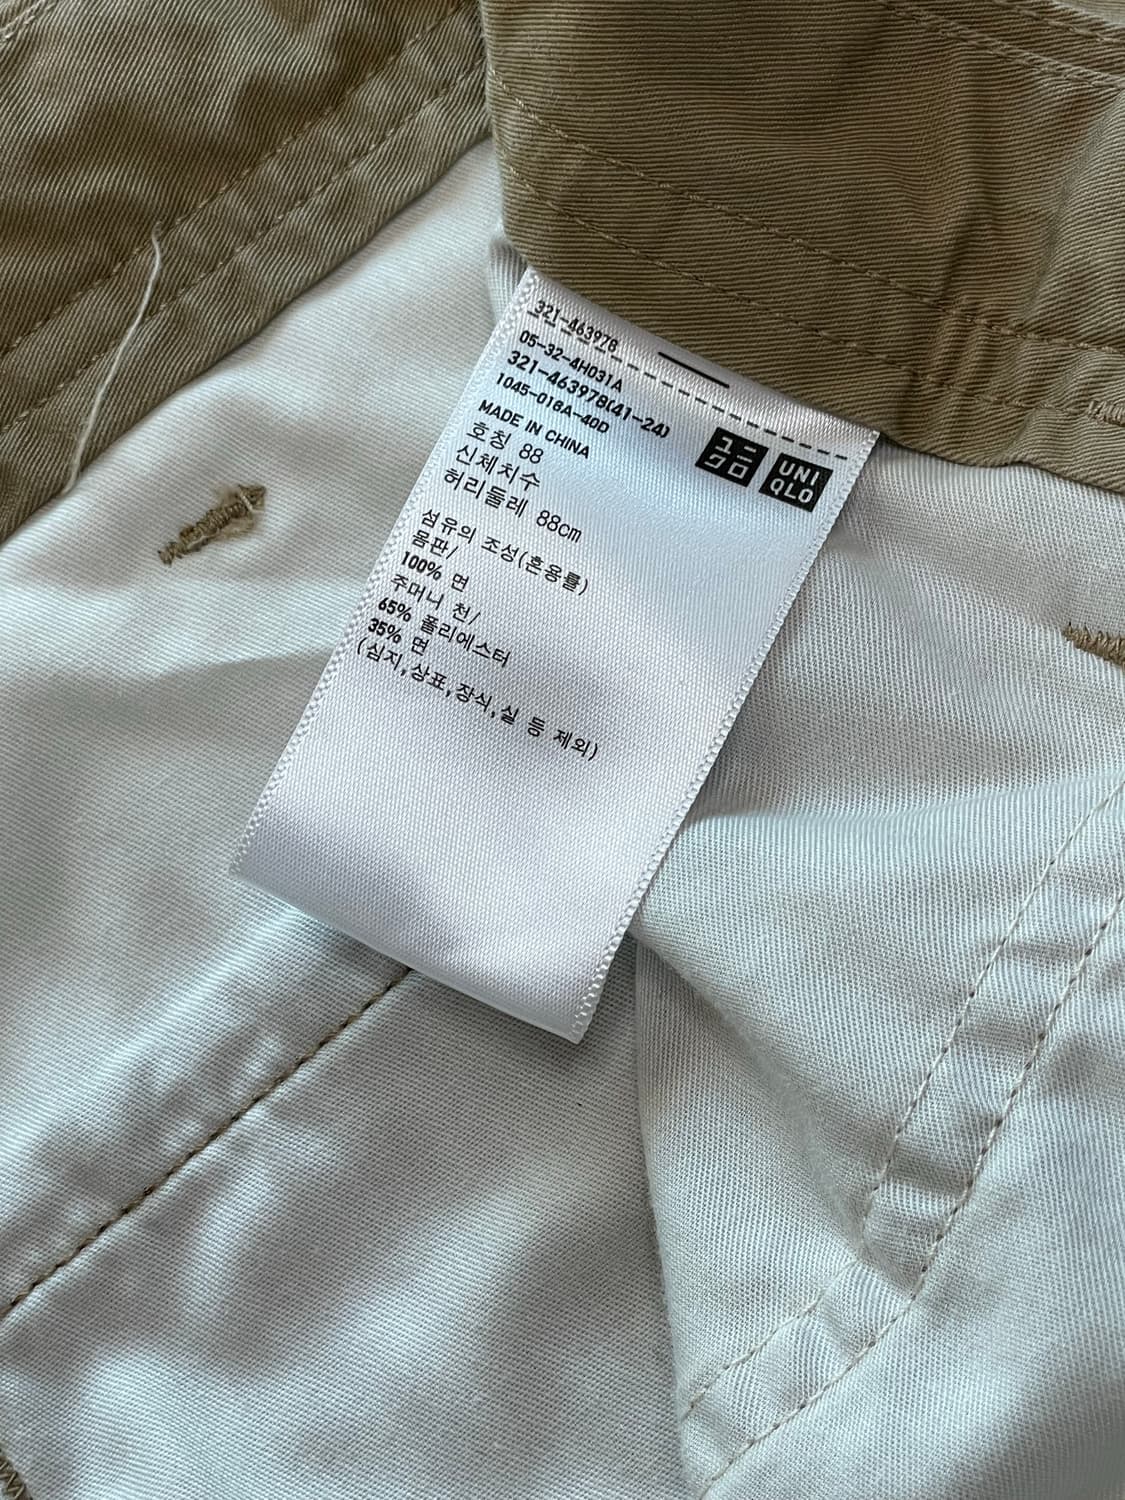 321-463978
05-32-4H031A
321-463978(41-24)
1045-016A-40D
MADE IN CHINA
호칭 88
신체치수
허리둘레 88cm
섬유의 조성(혼용률)
몸판/
100% 면
주머니 천/
65% 폴리에스터
35% 면
(심지,상표,장식,실 등 제외)
ユニ
クロ
UNI
QLO